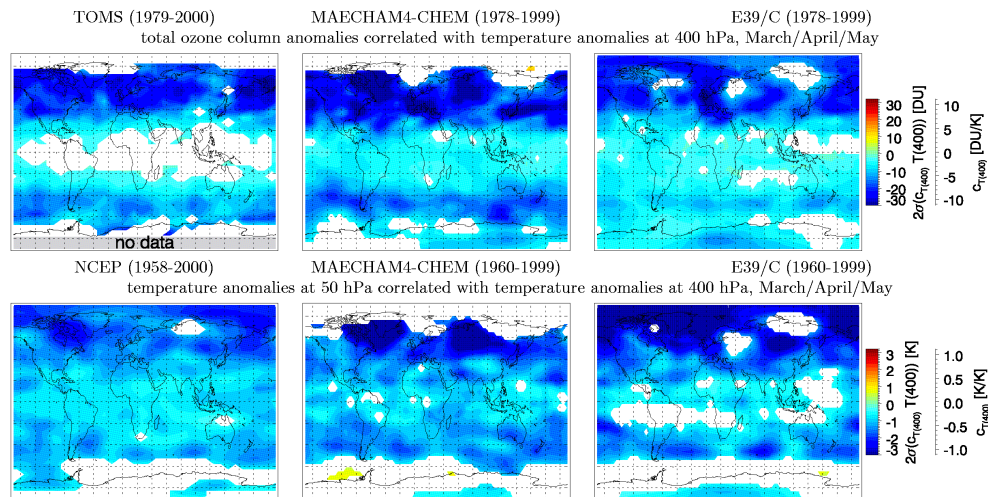 TOMS (1979-2000) MAECHAM4-CHEM (1978-1999) E39/C (1978-1999)
total ozone column anomalies correlated with temperature anomalies at 400 hPa, March/April/May
30
20
10
0
-10
-20
-30
2σ(cT(400) T(400)) [DU]
10
5
0
-5
-10
cT(400) [DU/K]
no data
NCEP (1958-2000) MAECHAM4-CHEM (1960-1999) E39/C (1960-1999)
temperature anomalies at 50 hPa correlated with temperature anomalies at 400 hPa, March/April/May
3
2
1
0
-1
-2
-3
2σ(cT(400) T(400)) [K]
1.0
0.5
0.0
-0.5
-1.0
cT(400) [K/K]